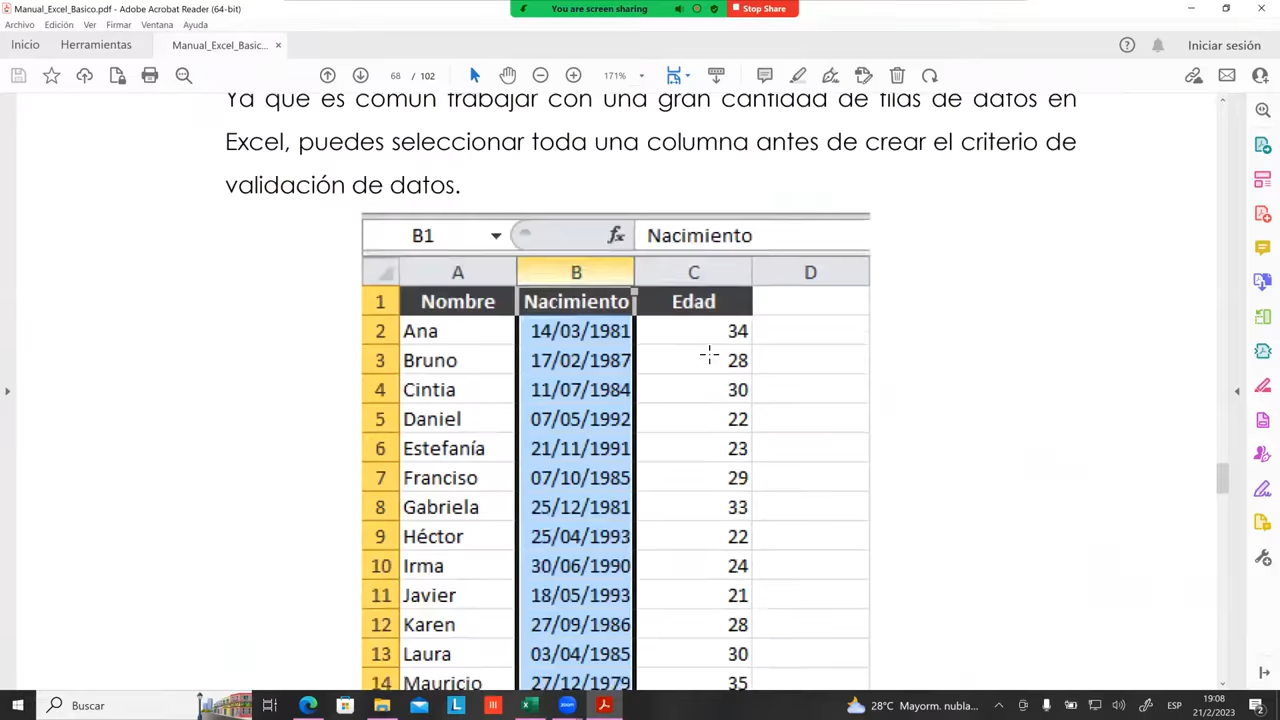 Manual_Excel_Basico.pdf - Adobe Acrobat Reader (64-bit)
You are screen sharing
Stop Share
Archivo Edición Ver Firmar Ventana Ayuda
Inicio Herramientas Manual_Excel_Basic... × Iniciar sesión
68 / 102 171%
Ya que es común trabajar con una gran cantidad de filas de datos en
Excel, puedes seleccionar toda una columna antes de crear el criterio de
validación de datos.
B1 fx Nacimiento
A B C D
1 Nombre Nacimiento Edad
2 Ana 14/03/1981 34
3 Bruno 17/02/1987 28
4 Cintia 11/07/1984 30
5 Daniel 07/05/1992 22
6 Estefanía 21/11/1991 23
7 Franciso 07/10/1985 29
8 Gabriela 25/12/1981 33
9 Héctor 25/04/1993 22
10 Irma 30/06/1990 24
11 Javier 18/05/1993 21
12 Karen 27/09/1986 28
13 Laura 03/04/1985 30
14 Mauricio 27/12/1979 35
Buscar
L
zoom
28°C Mayorm. nubla...
ESP
19:08
21/2/2023
2